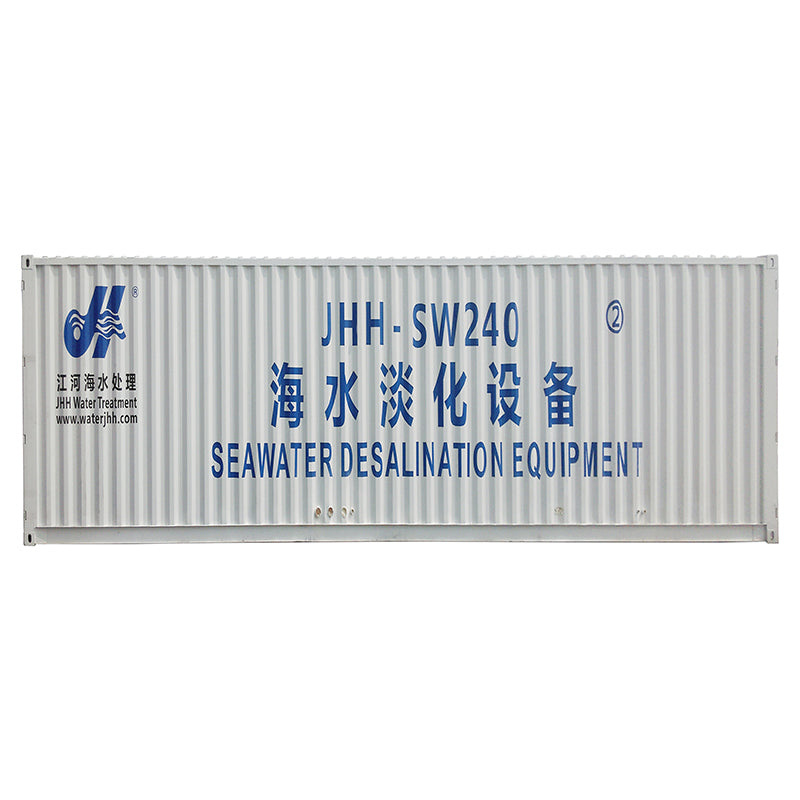 ®
江河海水处理
JHH Water Treatment
www.waterjhh.com
JHH-SW240
②
海水淡化设备
SEAWATER DESALINATION EQUIPMENT